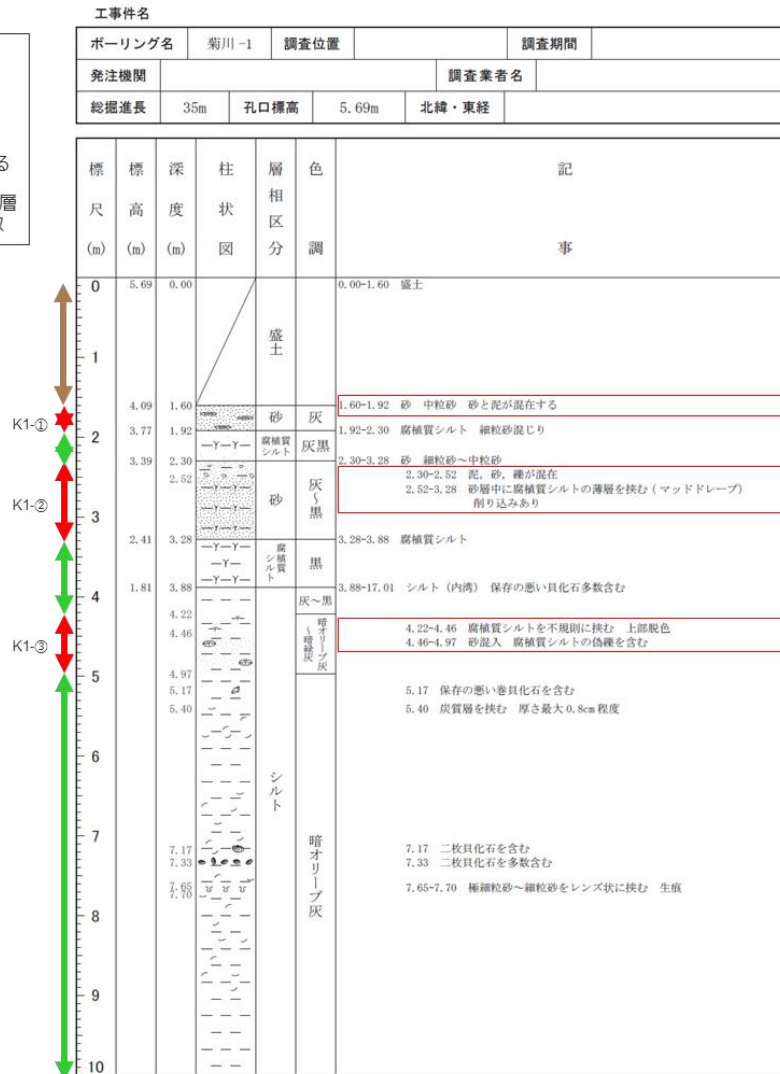 工事件名
ボーリング名 菊川-1 調査位置 調査期間
発注機関 調査業者名
総掘進長 35m 孔口標高 5.69m 北緯・東経
る
層
標尺(m) 標高(m) 深度(m) 柱状図 層相区分 色調 記事
0 5.69 0.00 盛土 0.00-1.60 盛土
1
4.09 1.60 1.60-1.92 砂 中粒砂 砂と泥が混在する
K1-① 砂 灰
2 3.77 1.92 腐植質シルト 灰黒 1.92-2.30 腐植質シルト 細粒砂混じり
3.39 2.30 2.30-3.28 砂 細粒砂~中粒砂
2.52 2.30-2.52 泥,砂,礫が混在
K1-② 砂 灰~黒 2.52-3.28 砂層中に腐植質シルトの薄層を挟む(マッドドレープ)
削り込みあり
3
2.41 3.28 腐植質シルト 黒 3.28-3.88 腐植質シルト
4 1.81 3.88 灰~黒 3.88-17.01 シルト(内湾) 保存の悪い貝化石多数含む
4.22 4.22-4.46 腐植質シルトを不規則に挟む 上部脱色
K1-③ 4.46 暗オリーブ灰~暗緑灰 4.46-4.97 砂混入 腐植質シルトの偽礫を含む
5 4.97
5.17 5.17 保存の悪い巻貝化石を含む
5.40 5.40 炭質層を挟む 厚さ最大0.8cm程度
6
シルト
7
暗オリーブ灰
7.17 7.17 二枚貝化石を含む
7.33 7.33 二枚貝化石を多数含む
7.65 7.65-7.70 極細粒砂~細粒砂をレンズ状に挟む 生痕
7.70
8
9
10